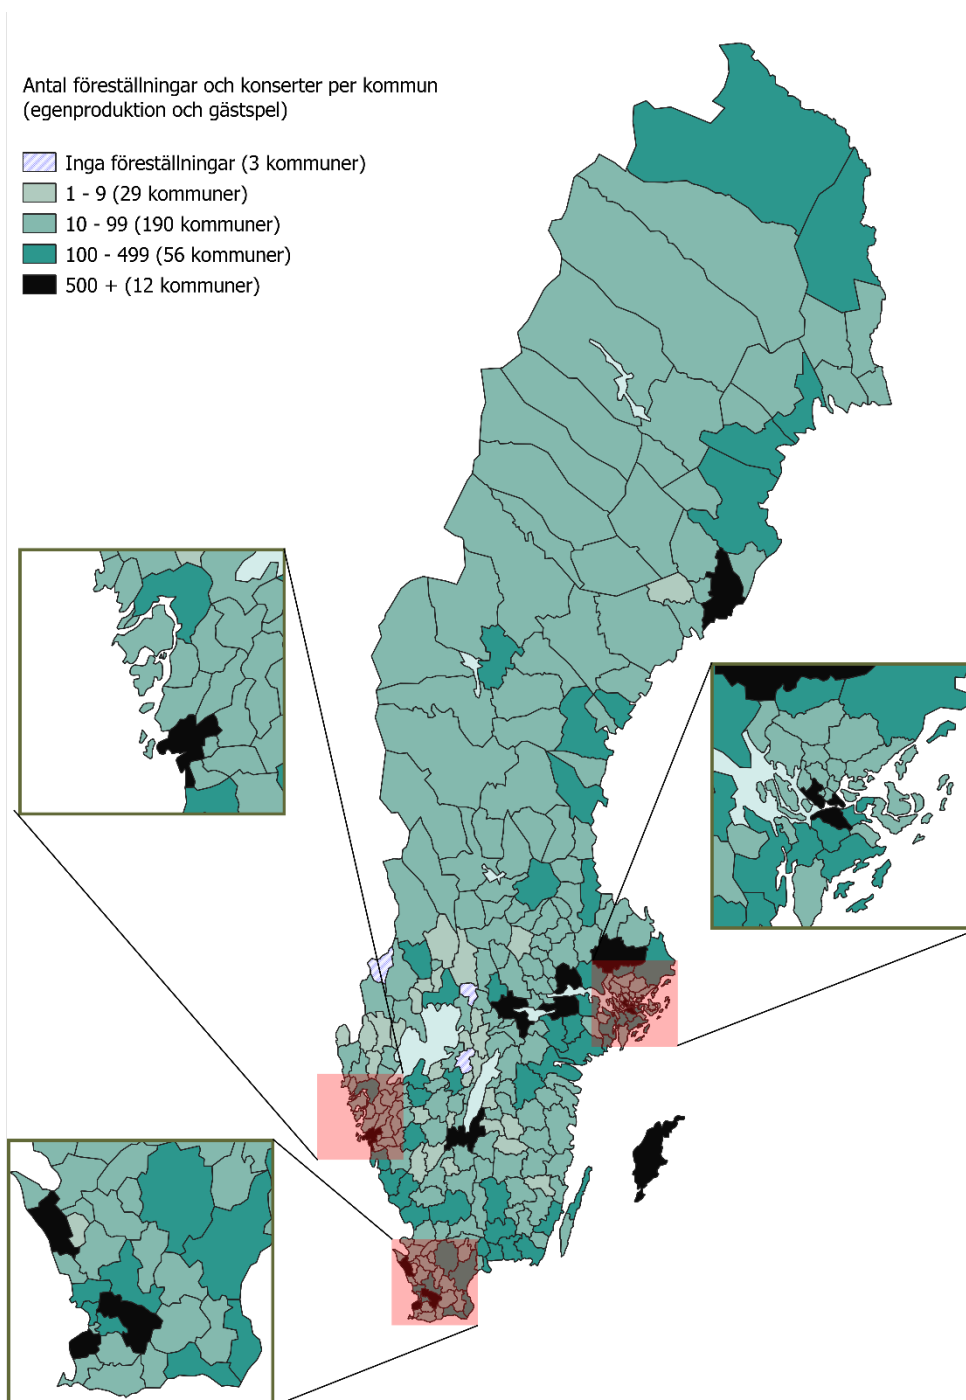 Antal föreställningar och konserter per kommun
(egenproduktion och gästspel)
Inga föreställningar (3 kommuner)
1 - 9 (29 kommuner)
10 - 99 (190 kommuner)
100 - 499 (56 kommuner)
500 + (12 kommuner)